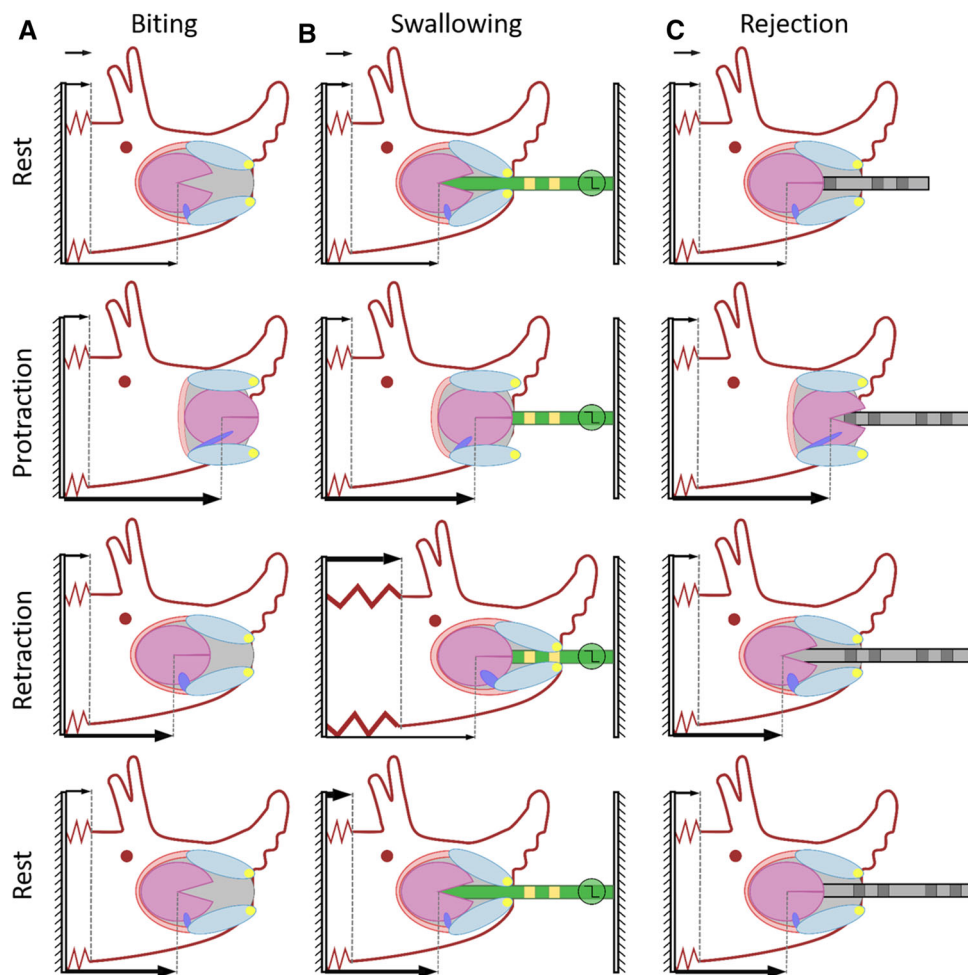 A Biting
B Swallowing
C Rejection
Rest
Protraction
Retraction
Rest